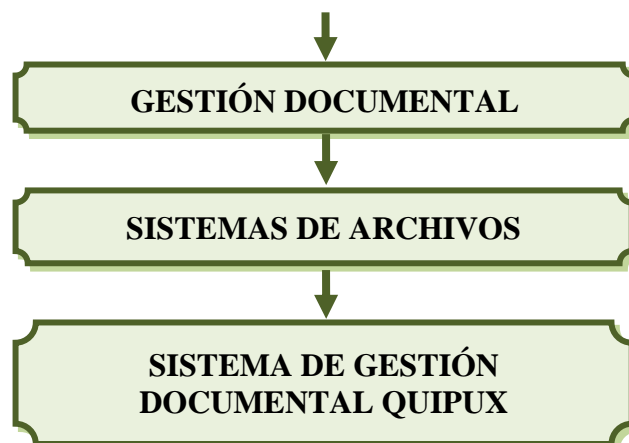 GESTIÓN DOCUMENTAL
SISTEMAS DE ARCHIVOS
SISTEMA DE GESTIÓN
DOCUMENTAL QUIPUX